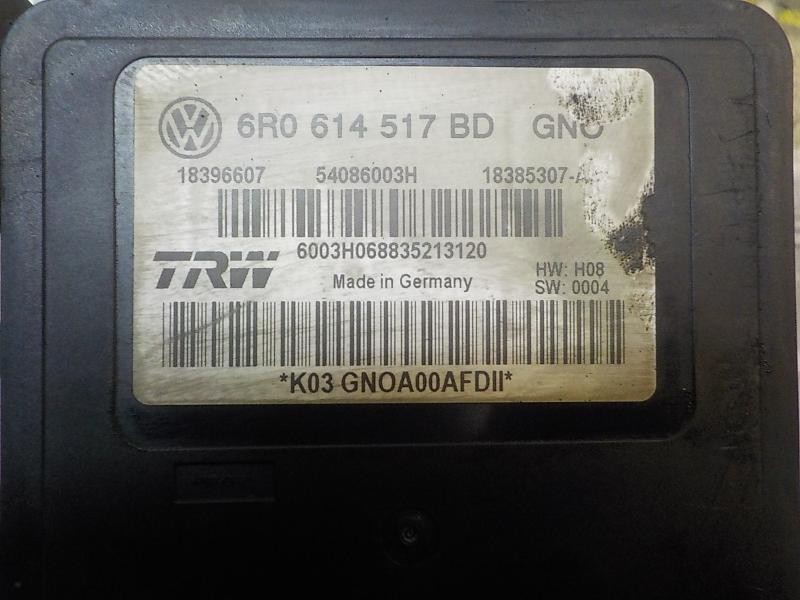 6R0 614 517 BD GNO
18396607 54086003H 18385307-A
6003H068835213120
TRW Made in Germany HW: H08
SW: 0004
*K03 GNOA00AFDII*